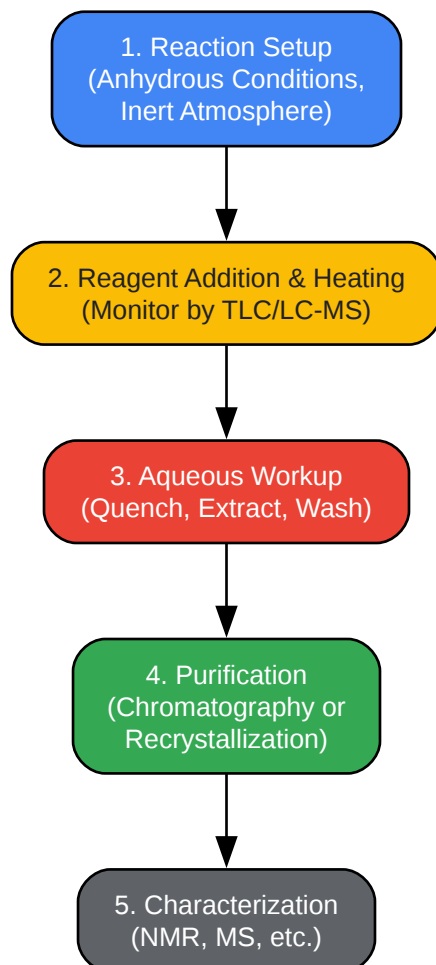 1. Reaction Setup
(Anhydrous Conditions,
Inert Atmosphere)
2. Reagent Addition & Heating
(Monitor by TLC/LC-MS)
3. Aqueous Workup
(Quench, Extract, Wash)
4. Purification
(Chromatography or
Recrystallization)
5. Characterization
(NMR, MS, etc.)